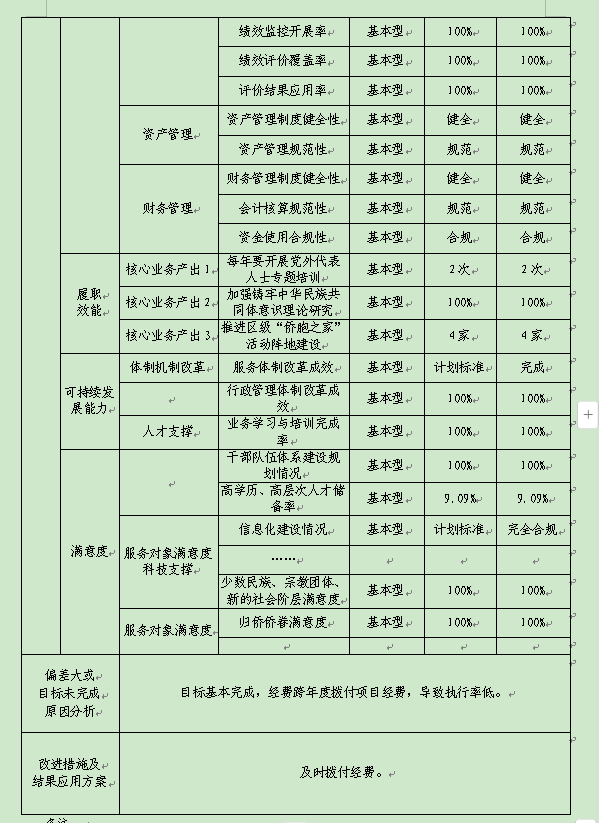 绩效监控开展率 基本型 100% 100%
绩效评价覆盖率 基本型 100% 100%
评价结果应用率 基本型 100% 100%
资产管理 资产管理制度健全性 基本型 健全 健全
资产管理规范性 基本型 规范 规范
财务管理 财务管理制度健全性 基本型 健全 健全
会计核算规范性 基本型 规范 规范
资金使用合规性 基本型 合规 合规
履职
效能
核心业务产出1 每年要开展党外代表
人士专题培训 基本型 2次 2次
核心业务产出2 加强铸牢中华民族共
同体意识理论研究 基本型 100% 100%
核心业务产出3 推进区级“侨胞之家”
活动阵地建设 基本型 4家 4家
可持续发
展能力
体制机制改革 服务体制改革成效 基本型 计划标准 完成
行政管理体制改革成
效 基本型 100% 100%
人才支撑 业务学习与培训完成
率 基本型 100% 100%
满意度
干部队伍体系建设规
划情况 基本型 100% 100%
高学历、高层次人才储
备率 基本型 9.09% 9.09%
服务对象满意度
科技支撑
信息化建设情况 基本型 计划标准 完全合规
……
少数民族、宗教团体、
新的社会阶层满意度 基本型 100% 100%
服务对象满意度 归侨侨眷满意度 基本型 100% 100%
偏差大或
目标未完成
原因分析
目标基本完成，经费跨年度拨付项目经费，导致执行率低。
改进措施及
结果应用方案
及时拨付经费。